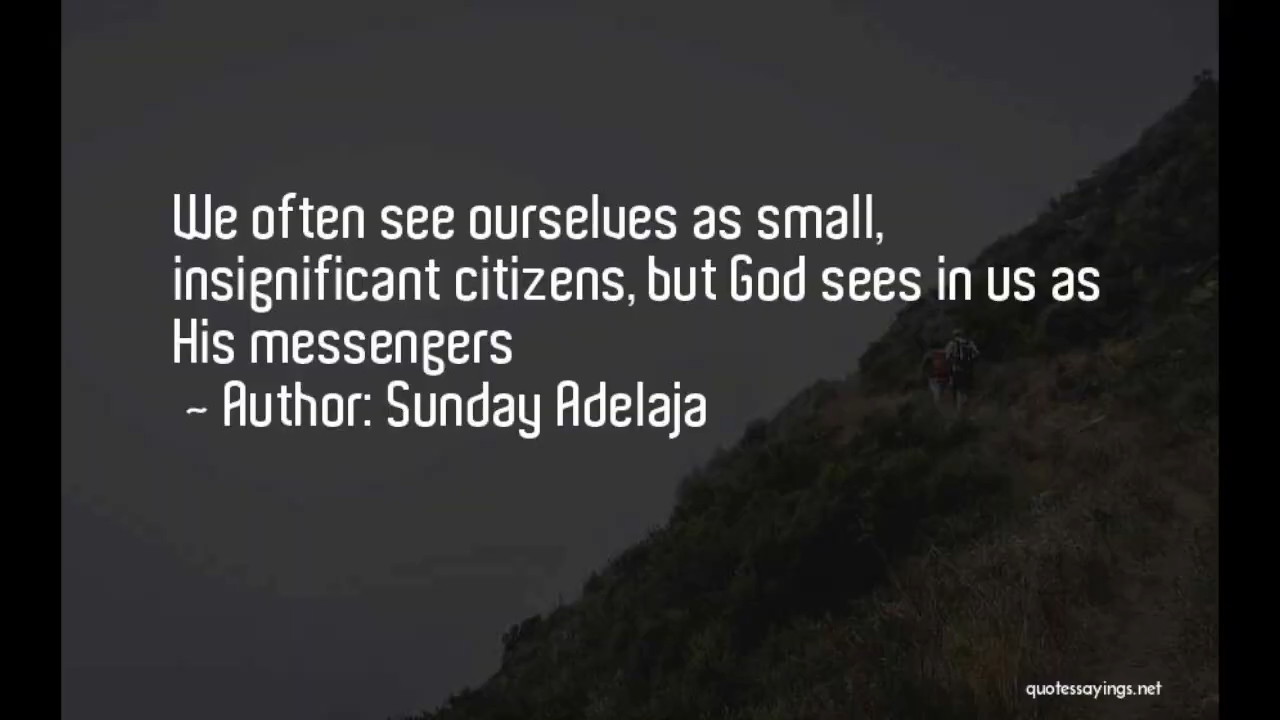 We often see ourselves as small,
insignificant citizens, but God sees in us as
His messengers
~ Author: Sunday Adelaja
quotessayings.net